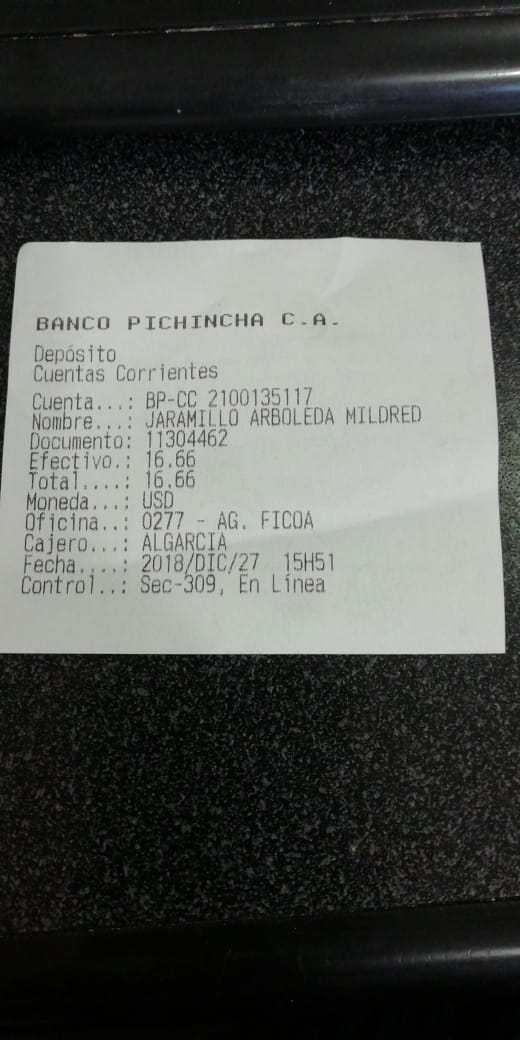 BANCO PICHINCHA C.A.
Depósito
Cuentas Corrientes
Cuenta...: BP-CC 2100135117
Nombre...: JARAMILLO ARBOLEDA MILDRED
Documento: 11304462
Efectivo.: 16.66
Total....: 16.66
Moneda...: USD
Oficina..: 0277 - AG. FICOA
Cajero...: ALGARCIA
Fecha....: 2018/DIC/27 15H51
Control..: Sec-309, En Línea